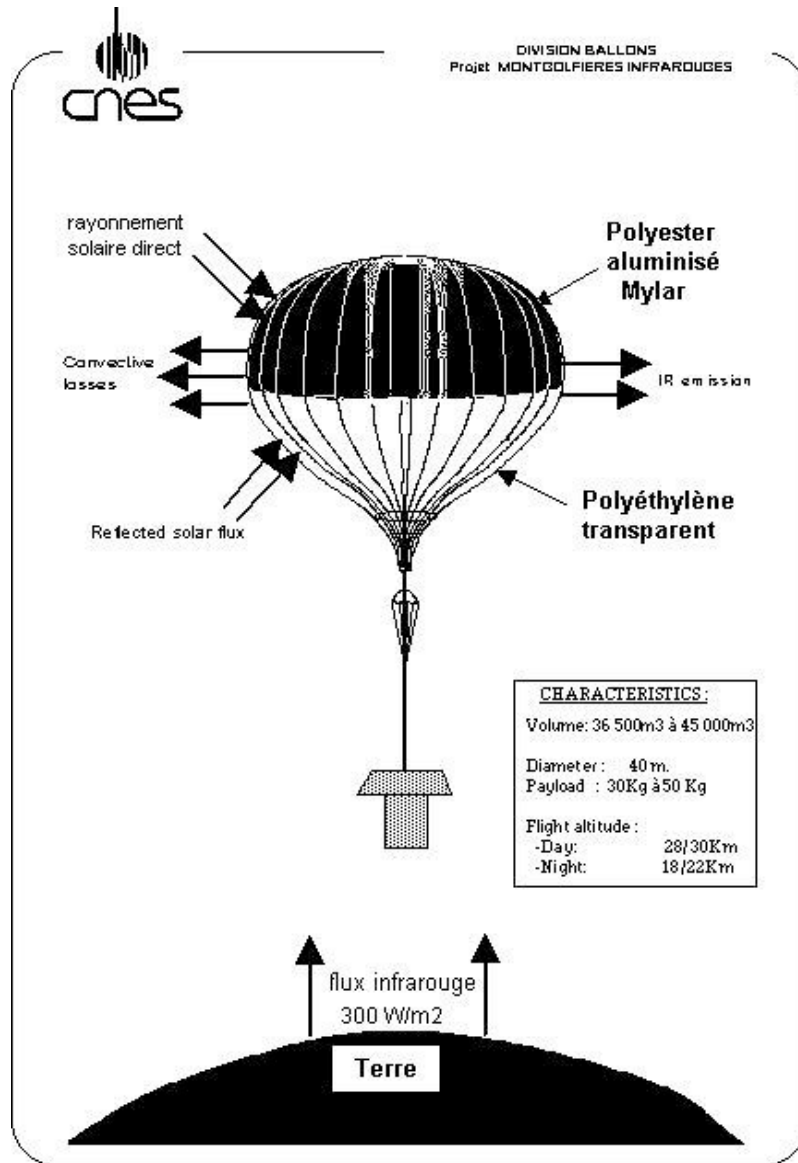 cnes
DIVISION BALLONS
Projet MONTGOLFIERES INFRAROUGES
rayonnement
solaire direct
Polyester
aluminisé
Mylar
Convective
losses
IR emission
Reflected solar flux
Polyéthylène
transparent
CHARACTERISTICS :
Volume: 36 500m3 à 45 000m3
Diameter : 40 m.
Payload : 30Kg à 50 Kg
Flight altitude :
-Day: 28/30Km
-Night: 18/22Km
flux infrarouge
300 W/m2
Terre